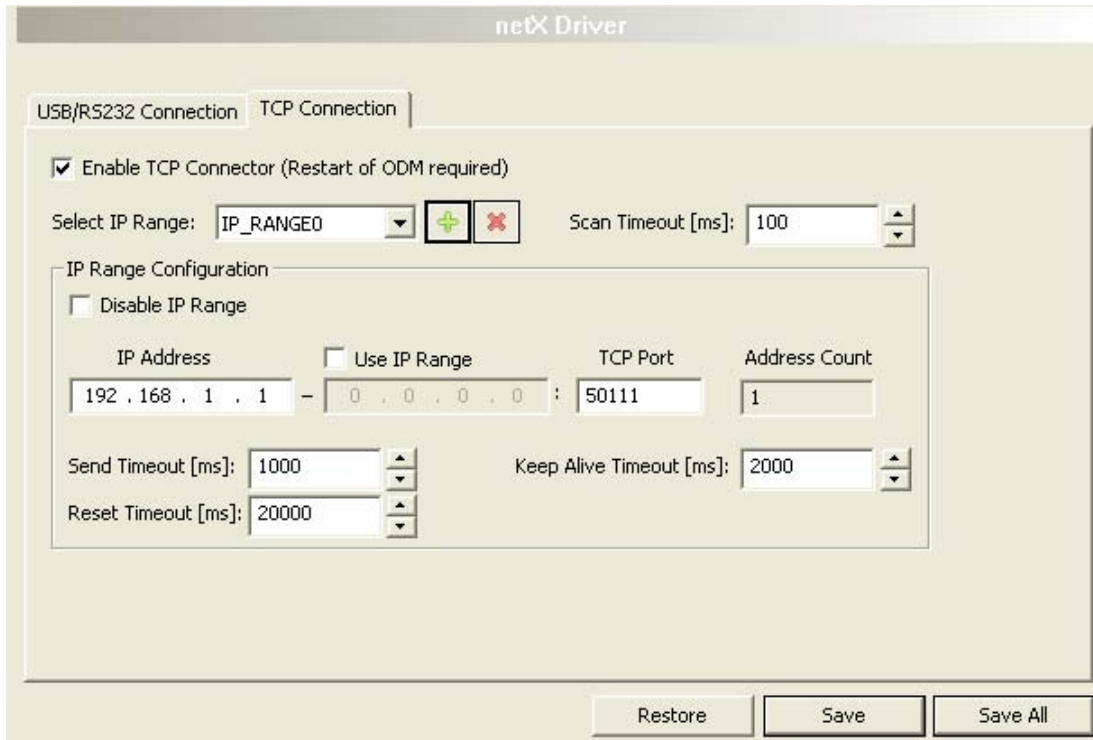 netX Driver
USB/RS232 Connection TCP Connection
Enable TCP Connector (Restart of ODM required)
Select IP Range: IP_RANGE0 Scan Timeout [ms]: 100
IP Range Configuration
Disable IP Range
IP Address Use IP Range TCP Port Address Count
192 . 168 . 1 . 1 - 0 . 0 . 0 . 0 : 50111 1
Send Timeout [ms]: 1000 Keep Alive Timeout [ms]: 2000
Reset Timeout [ms]: 20000
Restore Save Save All